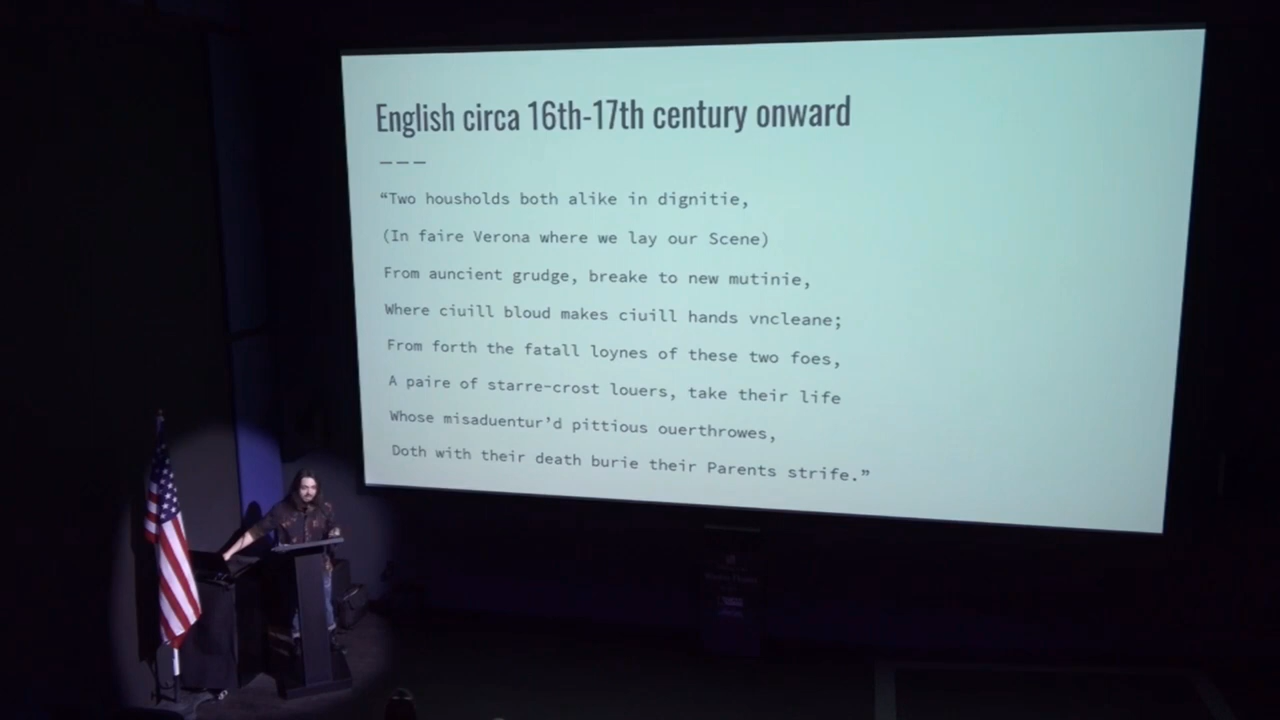 English circa 16th-17th century onward
“Two housholds both alike in dignitie,
(In faire Verona where we lay our Scene)
From auncient grudge, breake to new mutinie,
Where ciuill bloud makes ciuill hands vncleane;
From forth the fatall loynes of these two foes,
A paire of starre-crost louers, take their life
Whose misaduentur’d pittious ouerthrowes,
Doth with their death burie their Parents strife.”